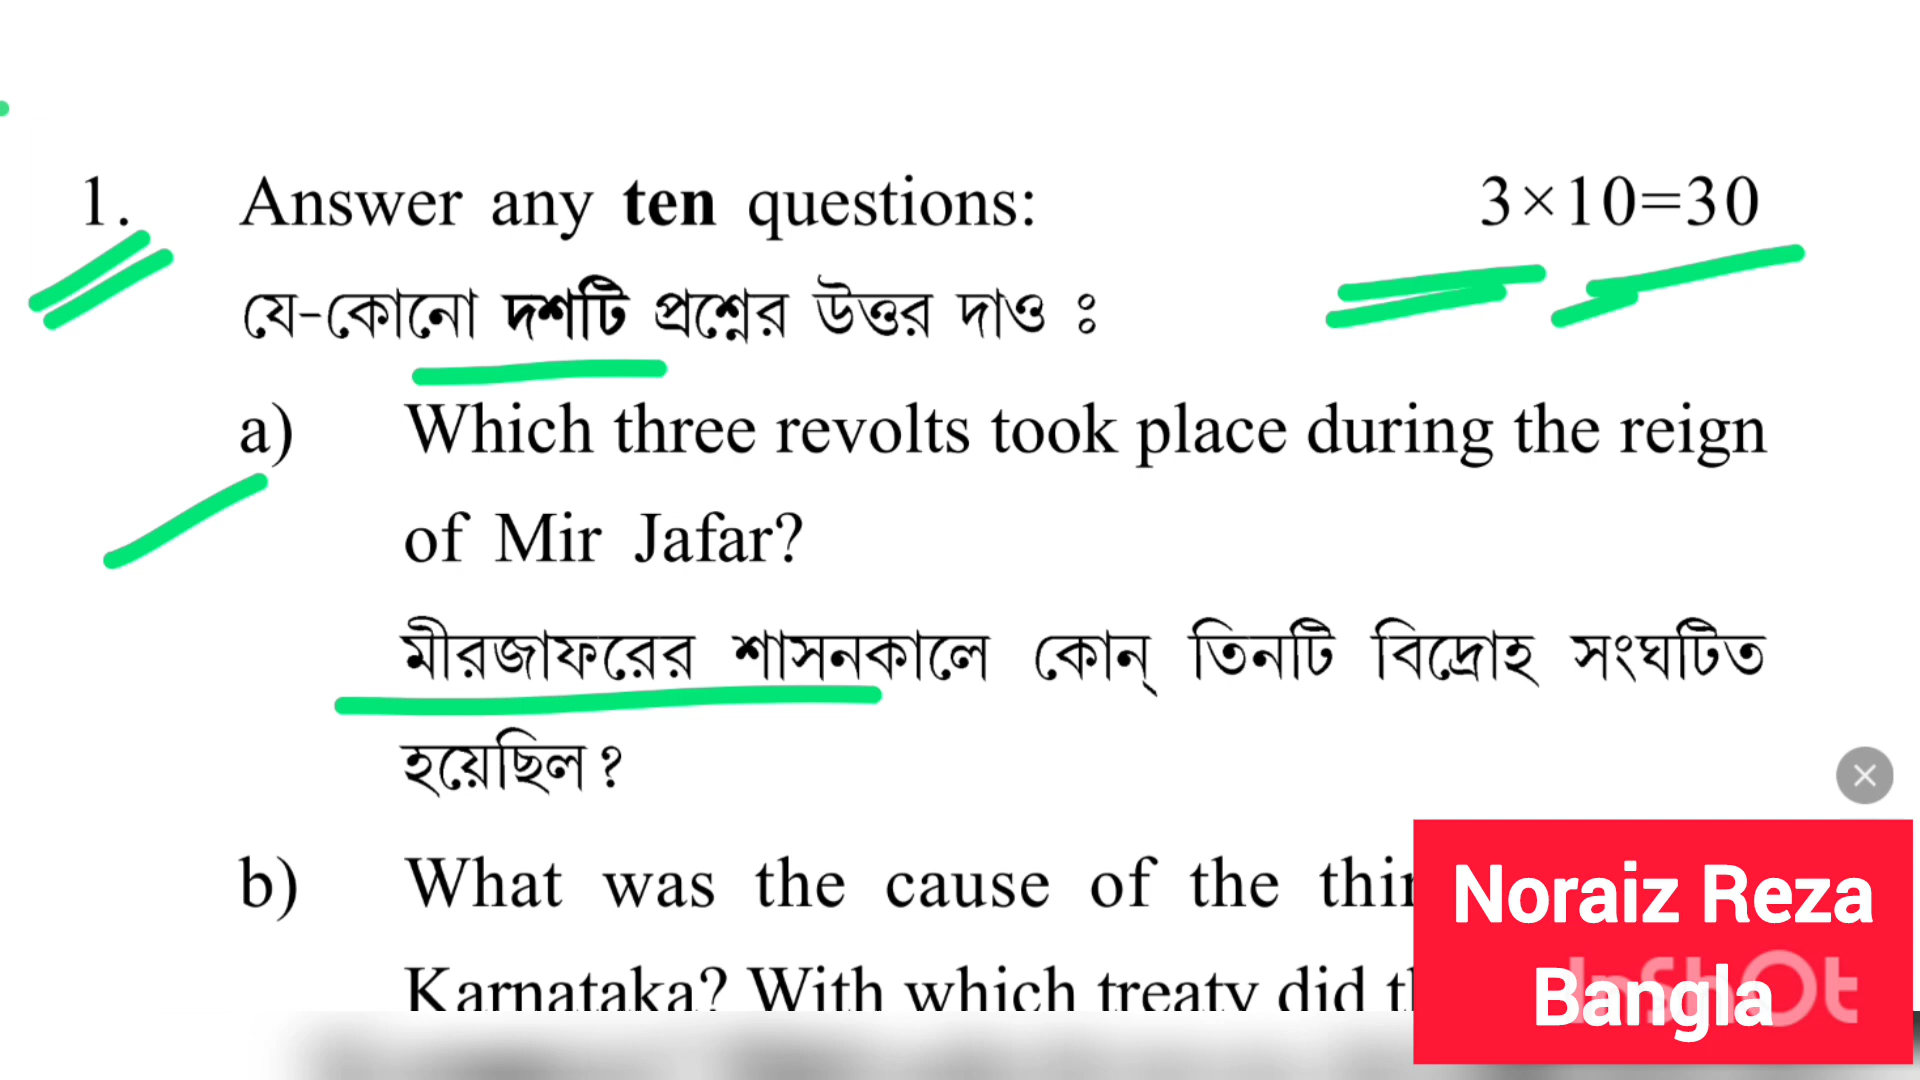 1. Answer any ten questions: 3×10=30
যে-কোনো দশটি প্রশ্নের উত্তর দাও ঃ
a) Which three revolts took place during the reign
of Mir Jafar?
মীরজাফরের শাসনকালে কোন্ তিনটি বিদ্রোহ সংঘটিত
হয়েছিল ?
b) What was the cause of the
Karnataka? With which treaty did
Noraiz Reza
Bangla
InShOt